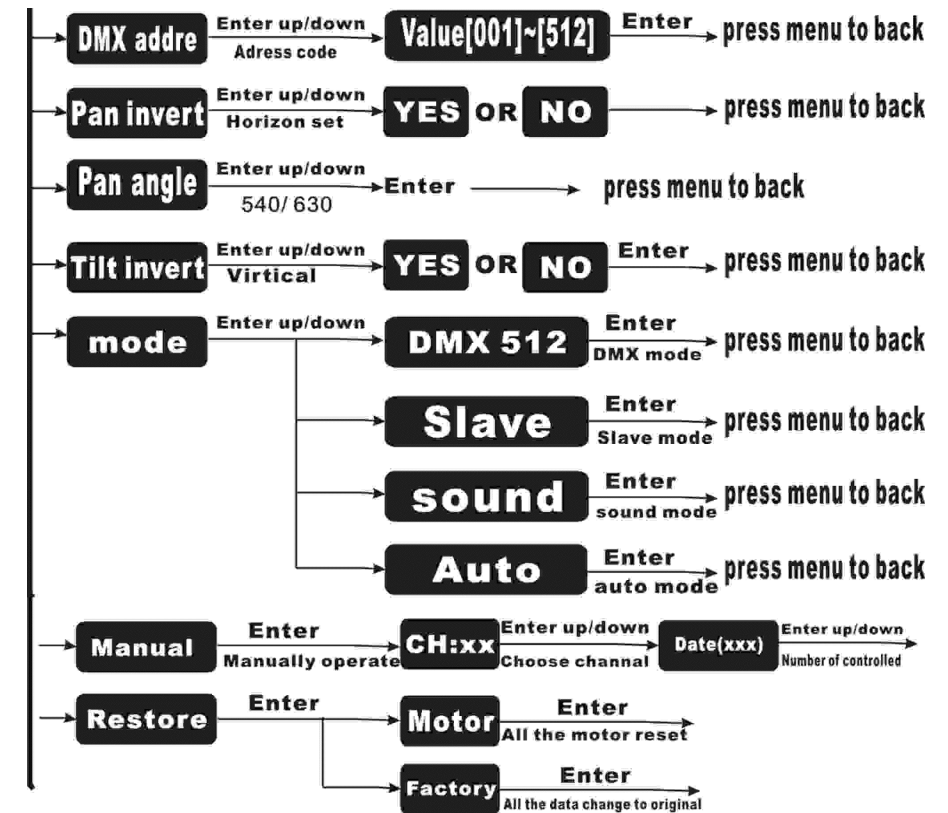 DMX addre Enter up/down Value[001]~[512] Enter press menu to back
Adress code
Pan invert Enter up/down YES OR NO press menu to back
Horizon set
Pan angle Enter up/down Enter press menu to back
540/ 630
Tilt invert Enter up/down YES OR NO Enter press menu to back
Virtical
mode Enter up/down DMX 512 Enter press menu to back
DMX mode
Slave Enter press menu to back
Slave mode
sound Enter press menu to back
sound mode
Auto Enter press menu to back
auto mode
Manual Enter CH:xx Enter up/down Date(xxx) Enter up/down
Manually operate Choose channal Number of controlled
Restore Enter Motor Enter
All the motor reset
Factory Enter
All the data change to original